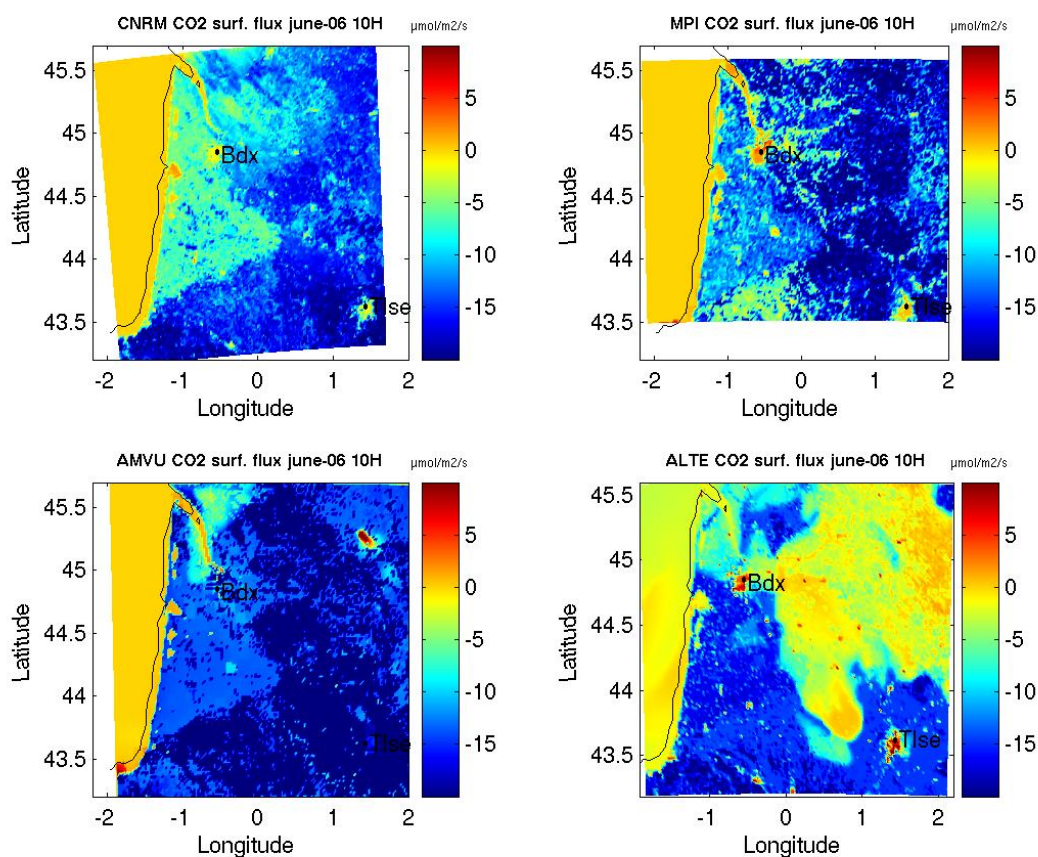 CNRM CO2 surf. flux june-06 10H µmol/m2/s
45.5
45
44.5
44
43.5
Latitude
Bdx
Tlse
-2 -1 0 1 2
Longitude
5
0
-5
-10
-15
MPI CO2 surf. flux june-06 10H µmol/m2/s
45.5
45
44.5
44
43.5
Latitude
Bdx
Tlse
-2 -1 0 1 2
Longitude
5
0
-5
-10
-15
AMVU CO2 surf. flux june-06 10H µmol/m2/s
45.5
45
44.5
44
43.5
Latitude
Bdx
Tlse
-2 -1 0 1 2
Longitude
5
0
-5
-10
-15
ALTE CO2 surf. flux june-06 10H µmol/m2/s
45.5
45
44.5
44
43.5
Latitude
Bdx
Tlse
-1 0 1 2
Longitude
5
0
-5
-10
-15